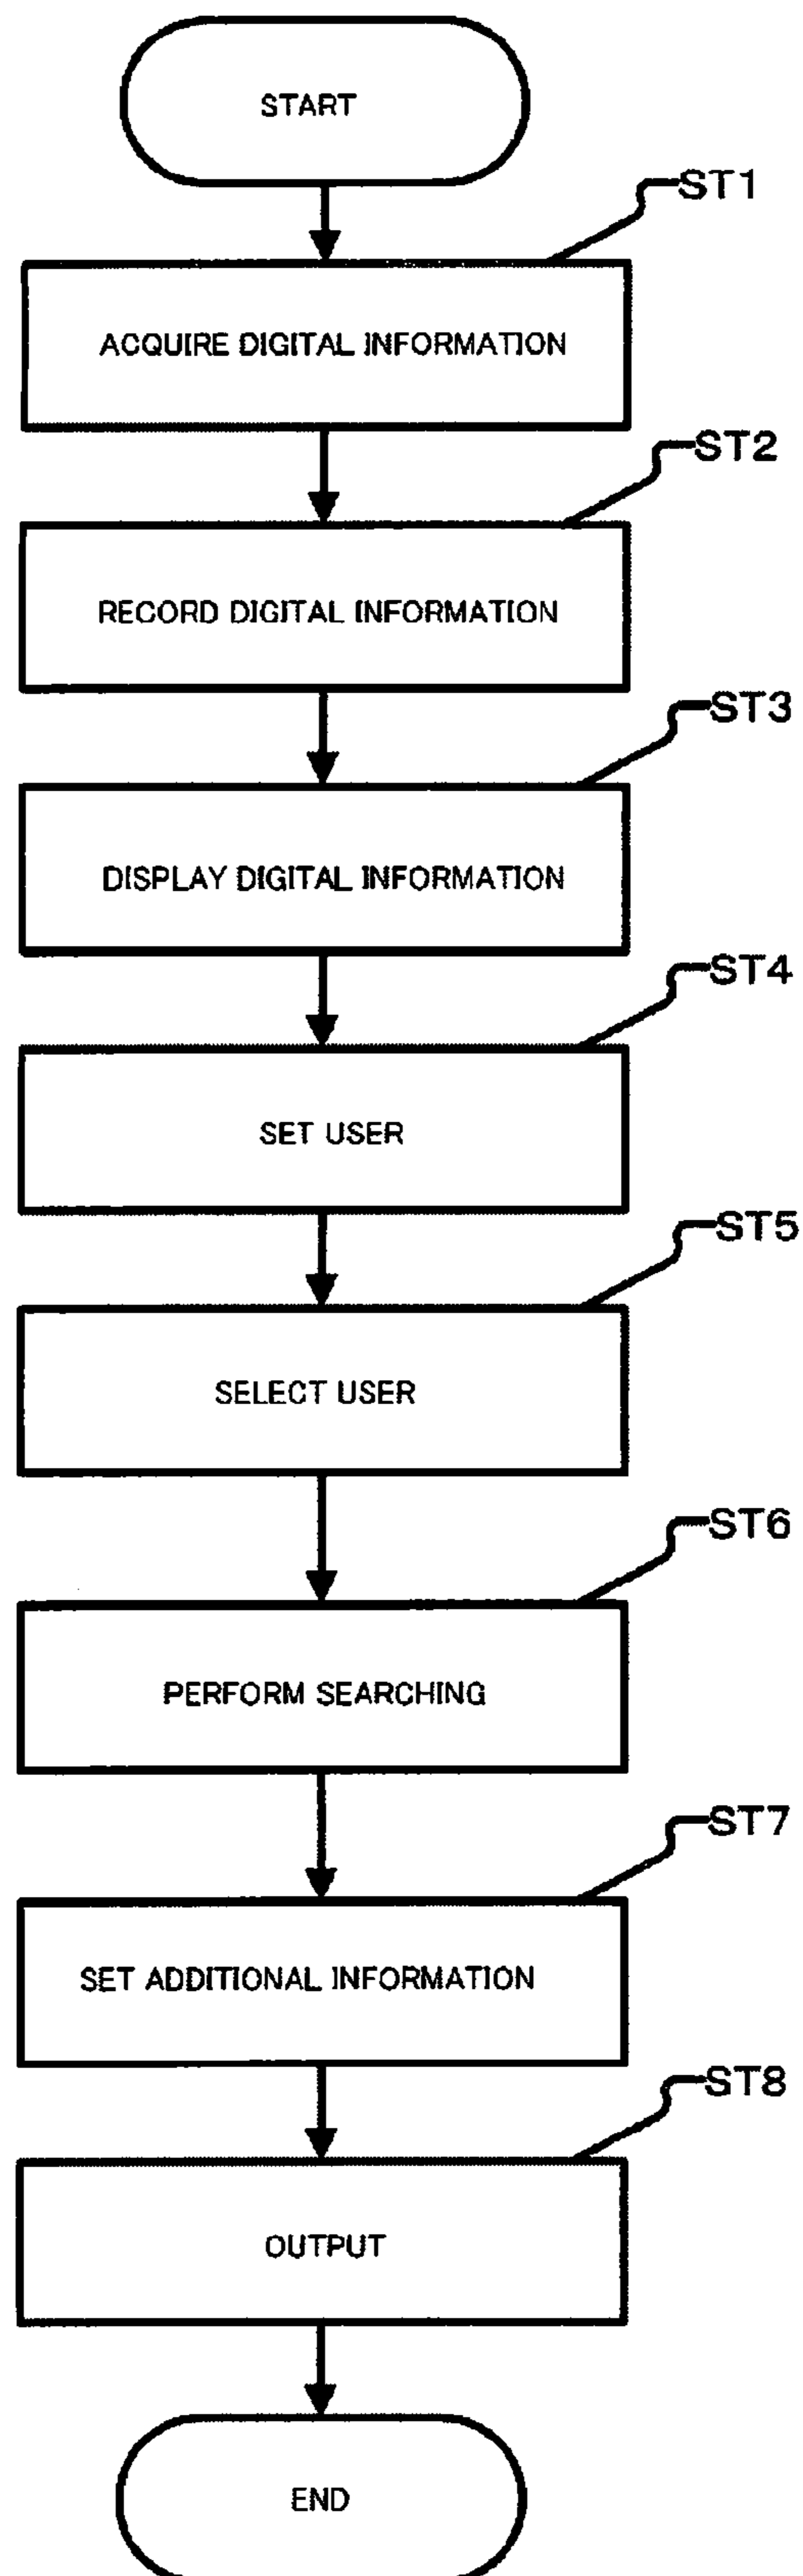 START
ST1
ACQUIRE DIGITAL INFORMATION
ST2
RECORD DIGITAL INFORMATION
ST3
DISPLAY DIGITAL INFORMATION
ST4
SET USER
ST5
SELECT USER
ST6
PERFORM SEARCHING
ST7
SET ADDITIONAL INFORMATION
ST8
OUTPUT
END